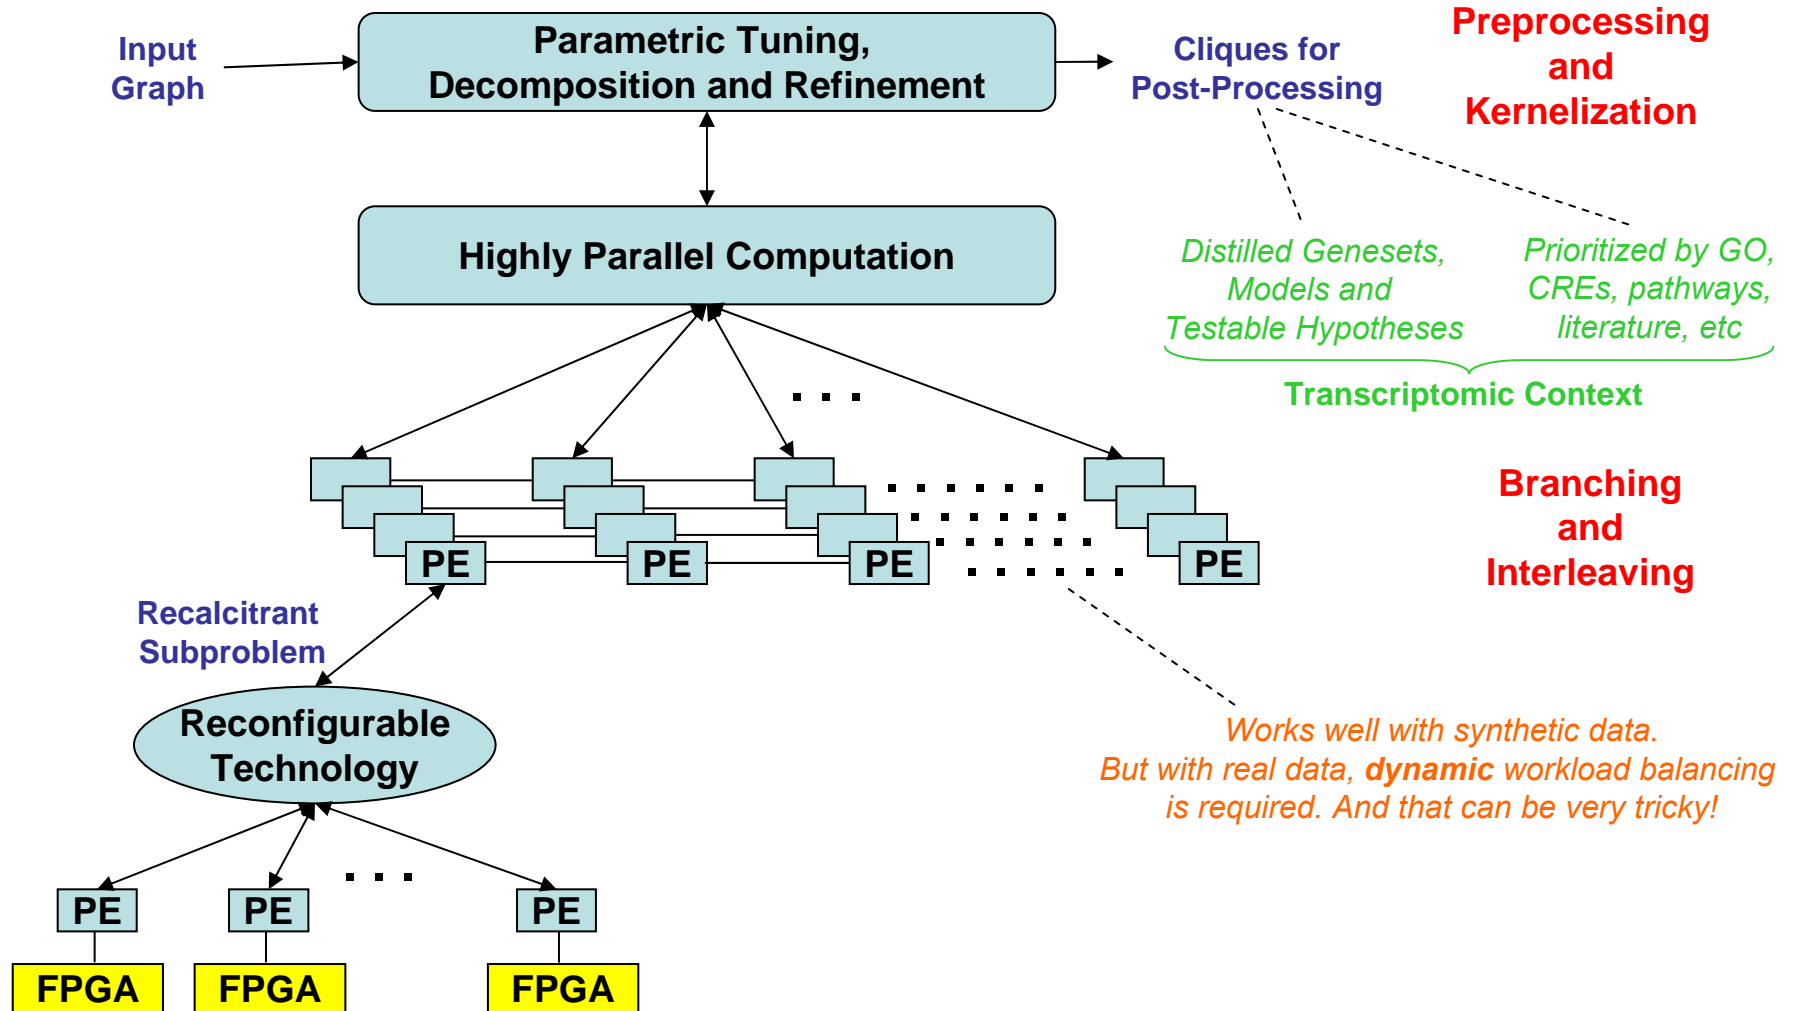 Input
Graph
Parametric Tuning,
Decomposition and Refinement
Cliques for
Post-Processing
Preprocessing
and
Kernelization
Highly Parallel Computation
Distilled Genesets,
Models and
Testable Hypotheses
Prioritized by GO,
CREs, pathways,
literature, etc
Transcriptomic Context
. . .
PE
PE
PE
PE
Branching
and
Interleaving
Recalcitrant
Subproblem
Reconfigurable
Technology
Works well with synthetic data.
But with real data, dynamic workload balancing
is required. And that can be very tricky!
. . .
PE
PE
PE
FPGA
FPGA
FPGA